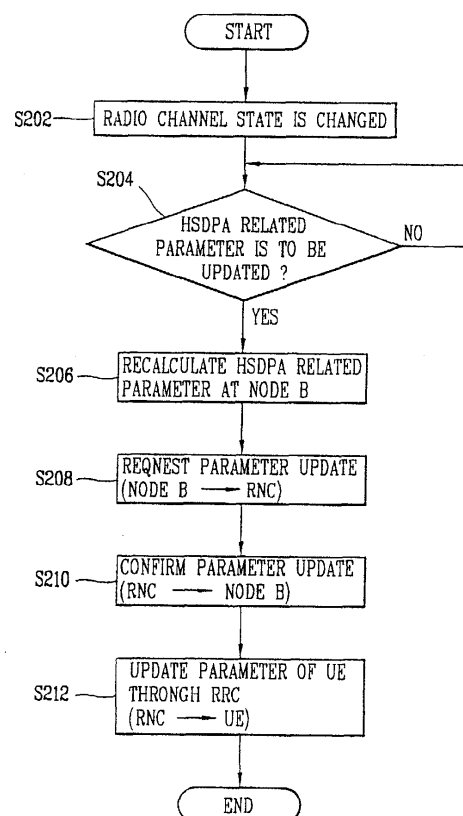 START
S202
RADIO CHANNEL STATE IS CHANGED
S204
HSDPA RELATED
PARAMETER IS TO BE
UPDATED ?
NO
YES
S206
RECALCULATE HSDPA RELATED
PARAMETER AT NODE B
S208
REQNEST PARAMETER UPDATE
(NODE B → RNC)
S210
CONFIRM PARAMETER UPDATE
(RNC → NODE B)
S212
UPDATE PARAMETER OF UE
THRONGH RRC
(RNC → UE)
END